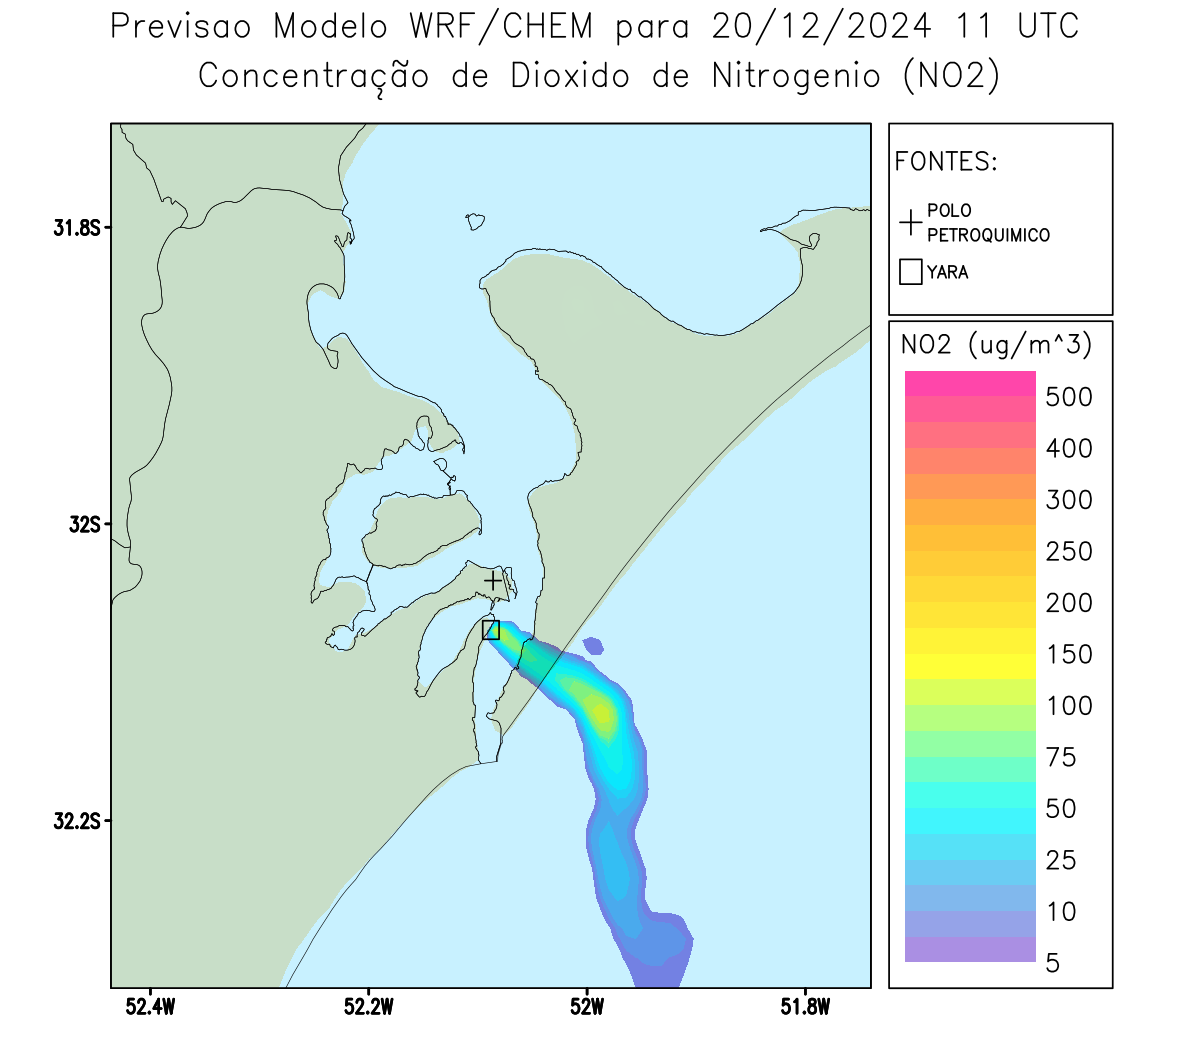 Previsao Modelo WRF/CHEM para 20/12/2024 11 UTC
Concentração de Dioxido de Nitrogenio (NO2)
FONTES:
POLO
PETROQUIMICO
YARA
NO2 (ug/m^3)
500
400
300
250
200
150
100
75
50
25
10
5
31.8S
32S
32.2S
52.4W
52.2W
52W
51.8W